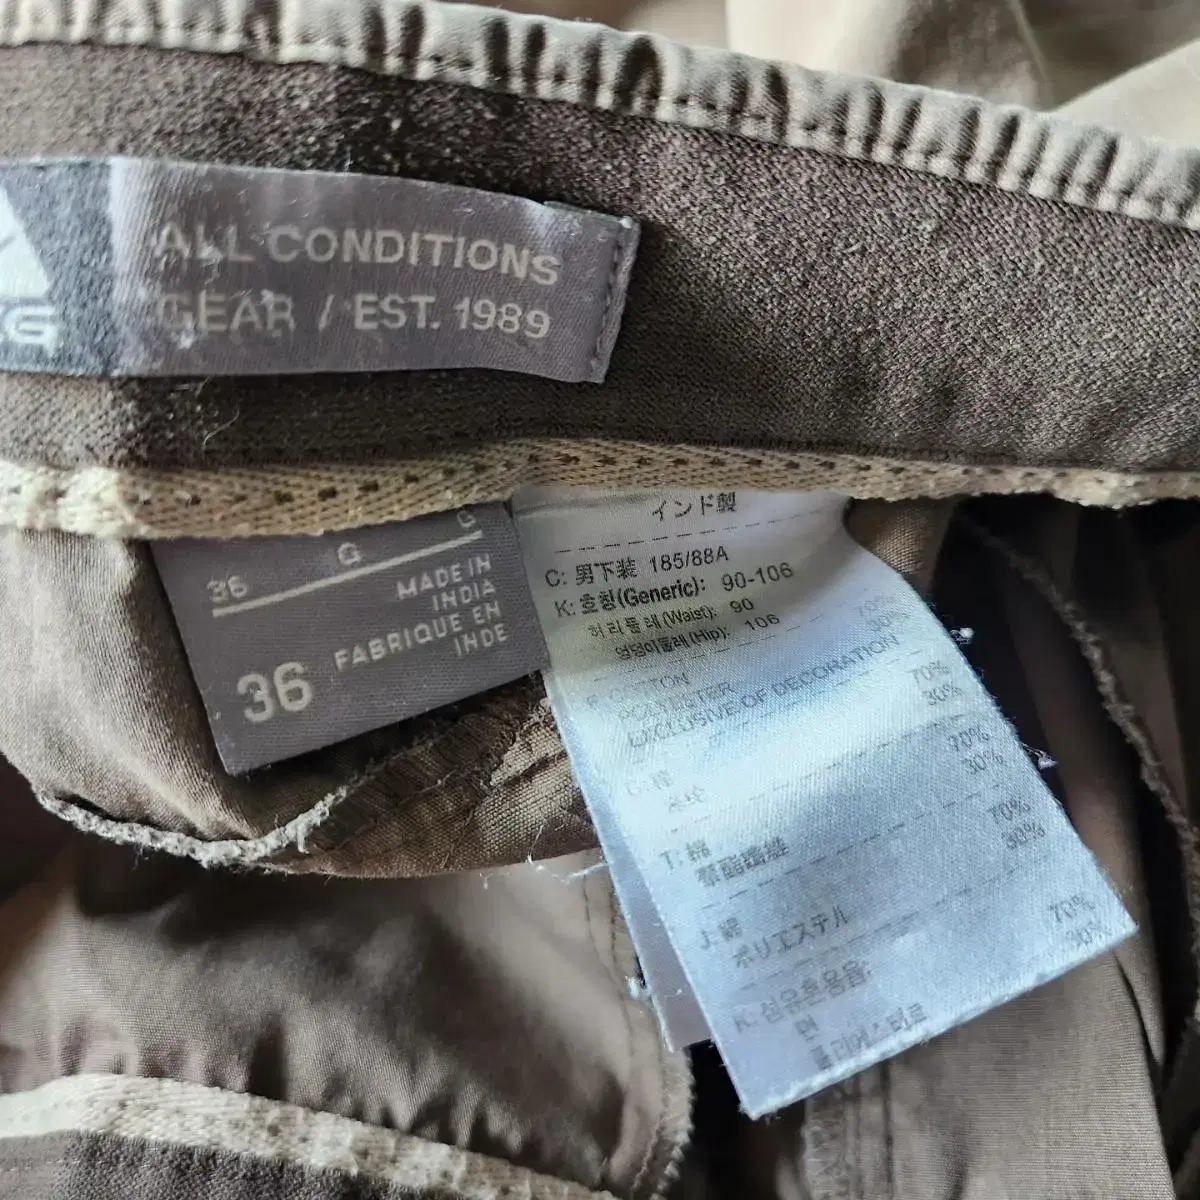 ALL CONDITIONS
GEAR / EST. 1989
G
36 G G
MADE IN
INDIA
FABRIQUE EN
INDE
36
インド製
C: 男下装 185/88A
K: 호칭(Generic): 90-106
허리둘레(Waist): 90
엉덩이둘레(Hip): 106
E: COTTON 70%
POLYESTER 30%
EXCLUSIVE OF DECORATION
70%
30%
T: 綿 70%
聚酯纖維 30%
J: 綿 70%
ポリエステル 30%
K: 섬유혼용율:
면 70%
폴리에스터르 30%